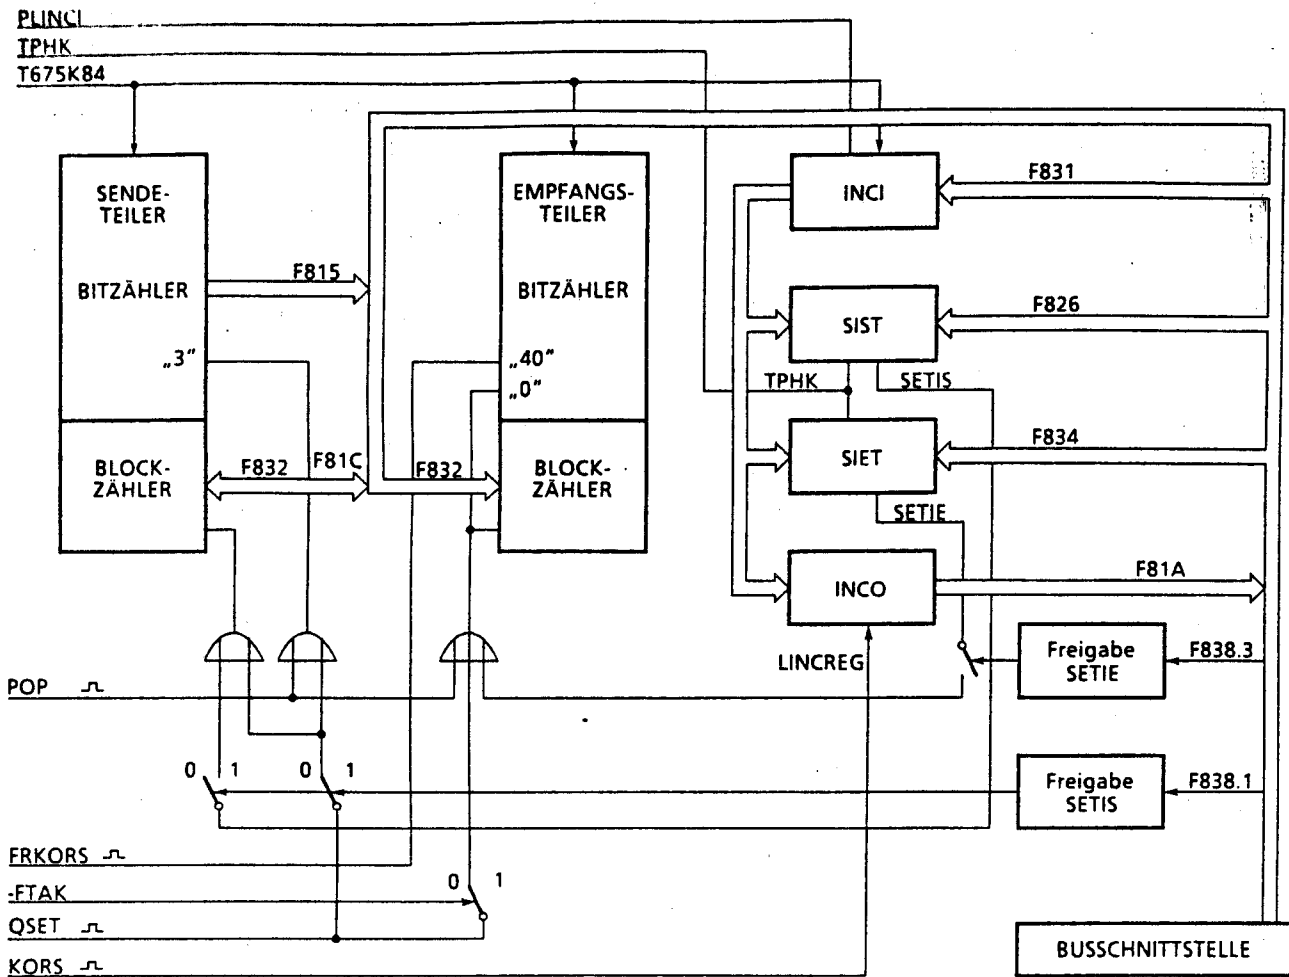 PLINCI
TPHK
T675K84
SENDE-
TEILER
BITZÄHLER
„3”
BLOCK-
ZÄHLER
F815
F832
F81C
F832
EMPFANGS-
TEILER
BITZÄHLER
„40”
„0”
BLOCK-
ZÄHLER
INCI
F831
SIST
F826
TPHK
SETIS
SIET
F834
SETIE
INCO
F81A
LINCREG
Freigabe
SETIE
F838.3
POP
0 1
0 1
Freigabe
SETIS
F838.1
FRKORS
-FTAK
0 1
QSET
KORS
BUSSCHNITTSTELLE